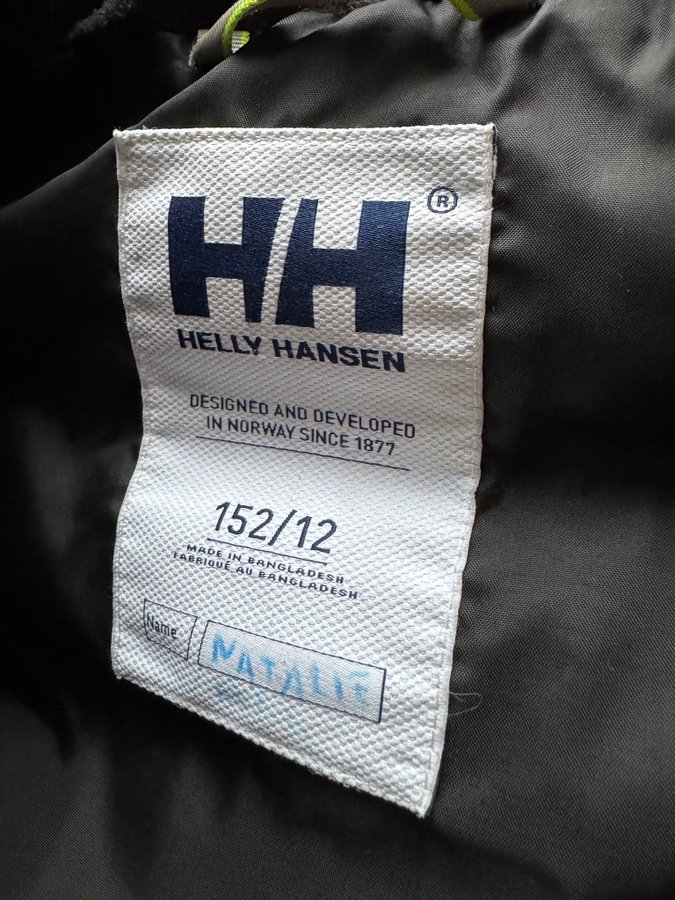 HH ®
HELLY HANSEN
DESIGNED AND DEVELOPED
IN NORWAY SINCE 1877
152/12
MADE IN BANGLADESH
FABRIQUÉ AU BANGLADESH
Name NATALIE